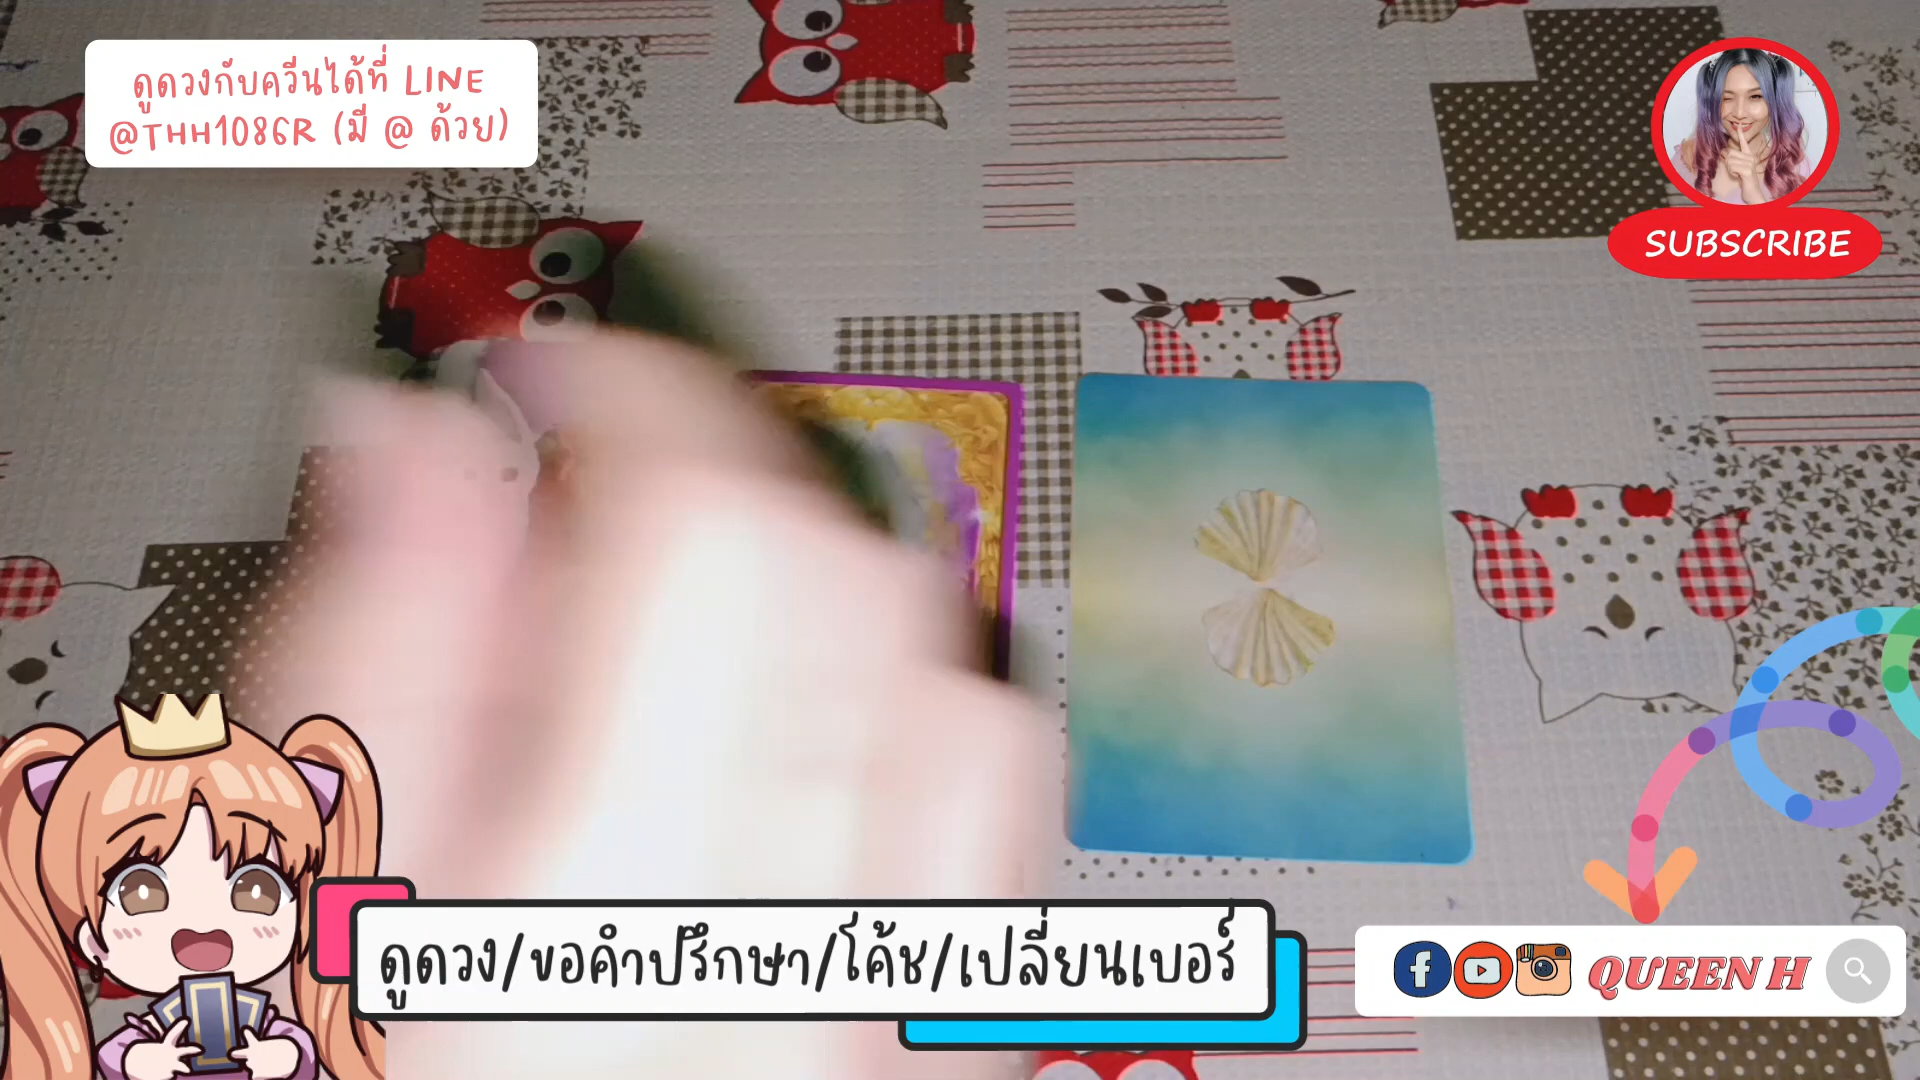 ดูดวงกับควีนได้ที่ LINE
@THH1086R (มี @ ด้วย)
SUBSCRIBE
ดูดวง/ขอคำปรึกษา/โค้ช/เปลี่ยนเบอร์
QUEEN H